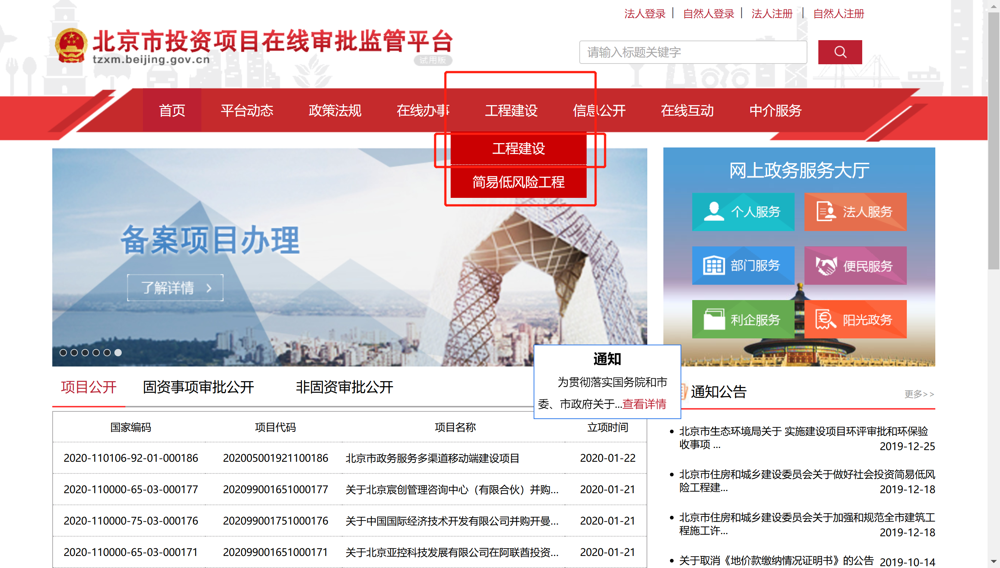 法人登录 | 自然人登录 | 法人注册 | 自然人注册
北京市投资项目在线审批监管平台
tzxm.beijing.gov.cn
试用版
请输入标题关键字
首页 平台动态 政策法规 在线办事 工程建设 信息公开 在线互动 中介服务
工程建设
简易低风险工程
备案项目办理
了解详情 >
网上政务服务大厅
个人服务 法人服务
部门服务 便民服务
利企服务 阳光政务
通知
为贯彻落实国务院和市
委、市政府关于...查看详情
项目公开 固资事项审批公开 非固资审批公开
国家编码 项目代码 项目名称 立项时间
2020-110106-92-01-000186 202005001921100186 北京市政务服务多渠道移动端建设项目 2020-01-22
2020-110000-65-03-000177 202099001651000177 关于北京宸创管理咨询中心（有限合伙）并购... 2020-01-21
2020-110000-75-03-000176 202099001751000176 关于中国国际经济技术开发有限公司并购开曼... 2020-01-21
2020-110000-65-03-000171 202099001651000171 关于北京亚控科技发展有限公司在阿联酋投资... 2020-01-21
通知公告 更多>>
北京市生态环境局关于 实施建设项目环评审批和环保验
收事项 ... 2019-12-25
北京市住房和城乡建设委员会关于做好社会投资简易低风
险工程建... 2019-12-18
北京市住房和城乡建设委员会关于加强和规范全市建筑工
程施工许... 2019-12-18
关于取消《地价款缴纳情况证明书》的公告 2019-10-14